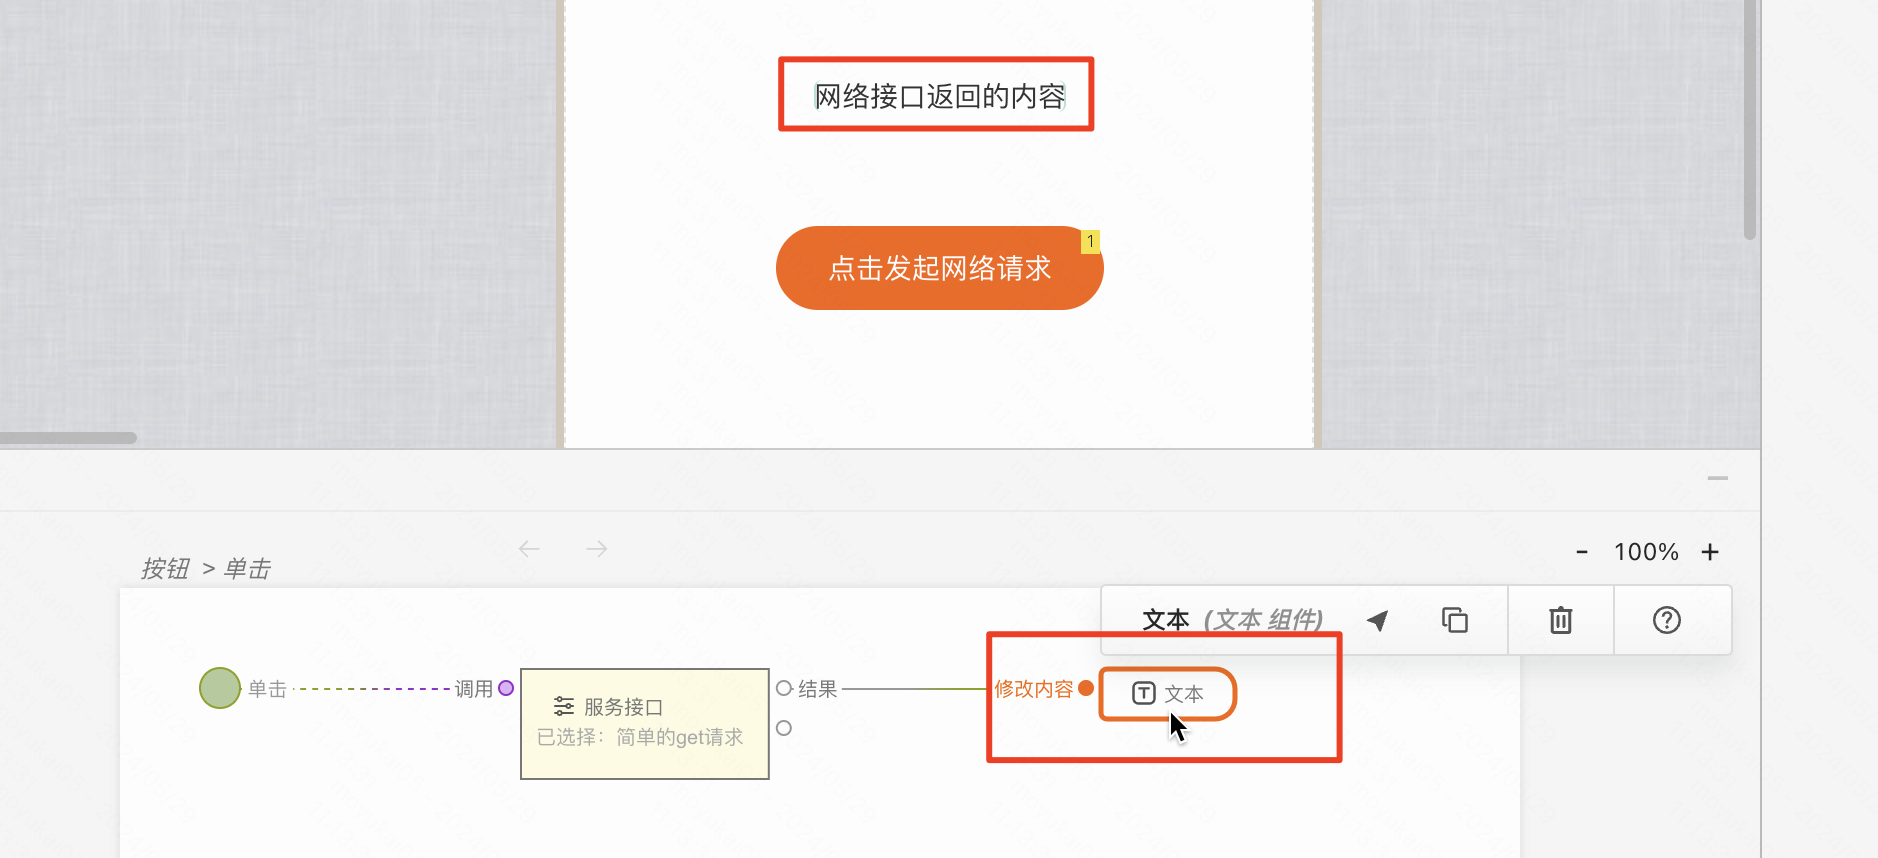 网络接口返回的内容
1
点击发起网络请求
按钮 > 单击
- 100% +
文本 (文本 组件)
单击
调用
服务接口
已选择：简单的get请求
结果
修改内容
文本